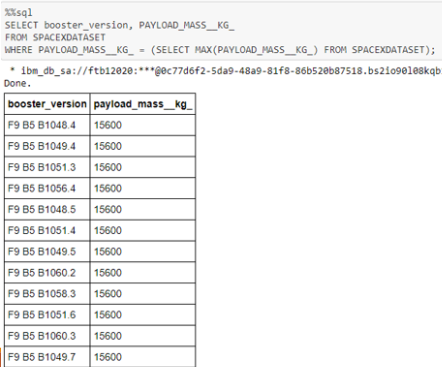 %%sql
SELECT booster_version, PAYLOAD_MASS__KG_
FROM SPACEXDATASET
WHERE PAYLOAD_MASS__KG_ = (SELECT MAX(PAYLOAD_MASS__KG_) FROM SPACEXDATASET);
* ibm_db_sa://ftb12020:***@0c77d6f2-5da9-48a9-81f8-86b520b87518.bs2io90l08kqb
Done.
booster_version payload_mass__kg_
F9 B5 B1048.4 15600
F9 B5 B1049.4 15600
F9 B5 B1051.3 15600
F9 B5 B1056.4 15600
F9 B5 B1048.5 15600
F9 B5 B1051.4 15600
F9 B5 B1049.5 15600
F9 B5 B1060.2 15600
F9 B5 B1058.3 15600
F9 B5 B1051.6 15600
F9 B5 B1060.3 15600
F9 B5 B1049.7 15600